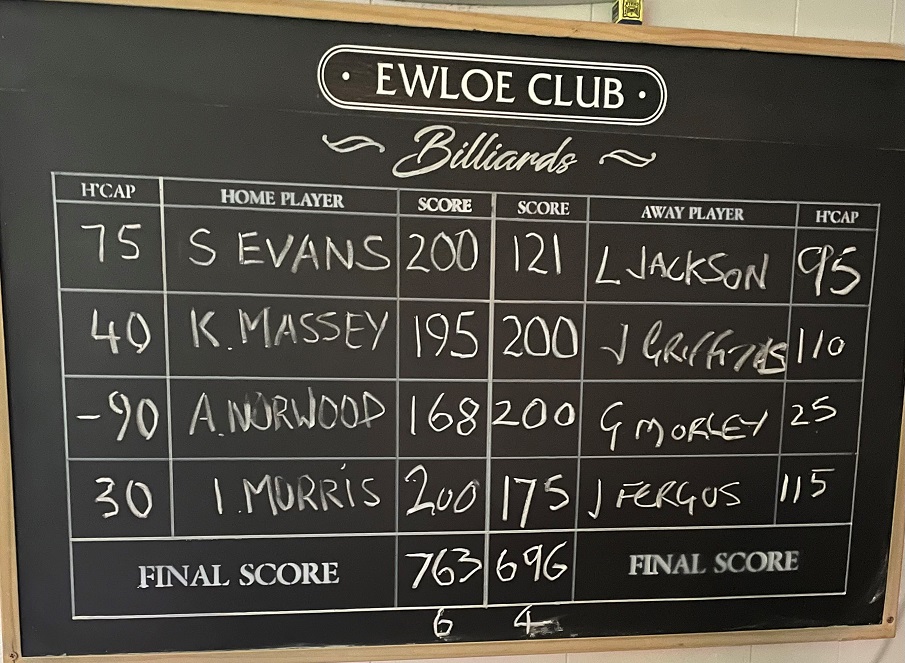 · EWLOE CLUB ·
Billiards
H'CAP HOME PLAYER SCORE SCORE AWAY PLAYER H'CAP
75 S EVANS 200 121 L JACKSON 95
40 K.MASSEY 195 200 J GRIFFITHS 110
-90 A.NORWOOD 168 200 G MORLEY 25
30 I.MORRIS 200 175 J FERGUS 115
FINAL SCORE 763 696 FINAL SCORE
6 4